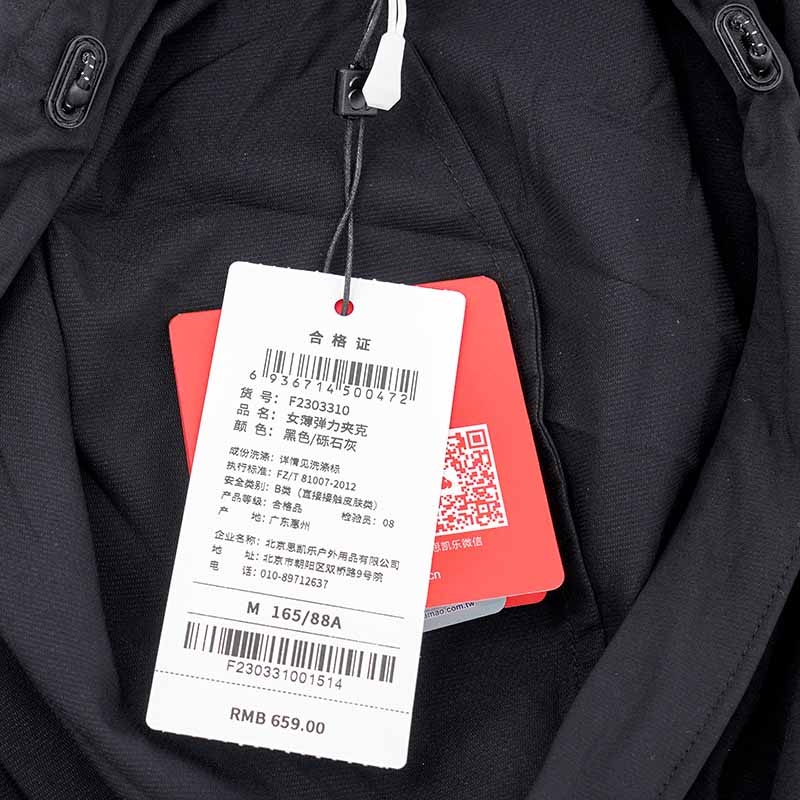 合格证
6 936714 500472
货号：F2303310
品名：女薄弹力夹克
颜色：黑色/砾石灰
成份洗涤：详情见洗涤标
执行标准：FZ/T 81007-2012
安全类别：B类（直接接触皮肤类）
产品等级：合格品 检验员：08
产地：广东惠州
企业名称：北京思凯乐户外用品有限公司
地址：北京市朝阳区双桥路9号院
电话：010-89712637
M 165/88A
F230331001514
RMB 659.00
思凯乐微信
.cn
amao.com.tw